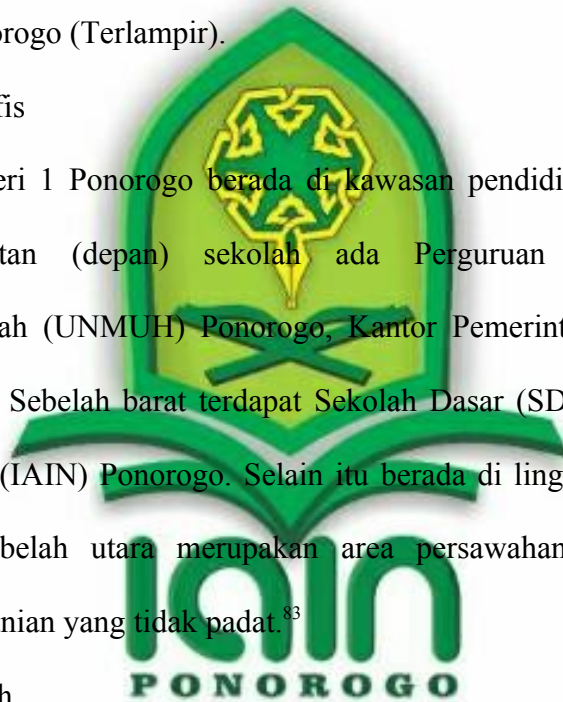 orogo (Terlampir).
fis
eri 1 Ponorogo berada di kawasan pendidi
tan (depan) sekolah ada Perguruan
ah (UNMUH) Ponorogo, Kantor Pemerint
Sebelah barat terdapat Sekolah Dasar (SD
(IAIN) Ponorogo. Selain itu berada di ling
belah utara merupakan area persawahan
nian yang tidak padat.83
h
iain
PONOROGO